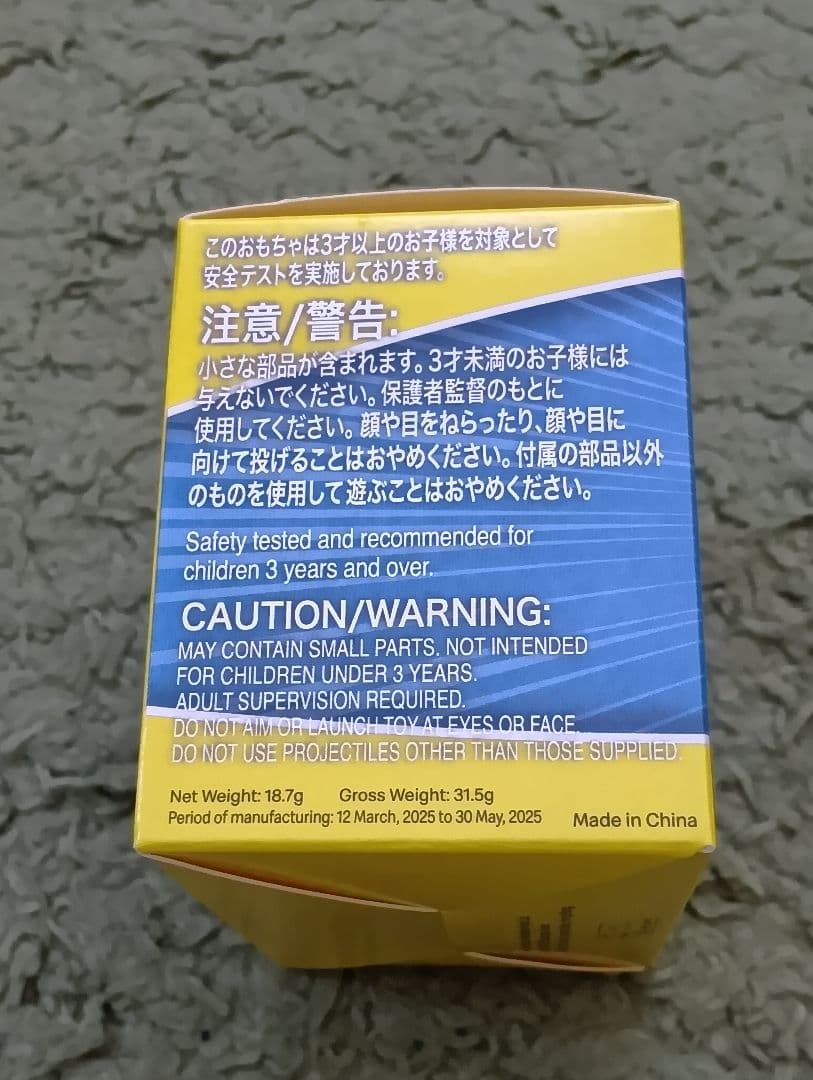 このおもちゃは3才以上のお子様を対象として
安全テストを実施しております。
注意/警告:
小さな部品が含まれます。3才未満のお子様には
与えないでください。保護者監督のもとに
使用してください。顔や目をねらったり、顔や目に
向けて投げることはおやめください。付属の部品以外
のものを使用して遊ぶことはおやめください。
Safety tested and recommended for
children 3 years and over.
CAUTION/WARNING:
MAY CONTAIN SMALL PARTS. NOT INTENDED
FOR CHILDREN UNDER 3 YEARS.
ADULT SUPERVISION REQUIRED.
DO NOT AIM OR LAUNCH TOY AT EYES OR FACE.
DO NOT USE PROJECTILES OTHER THAN THOSE SUPPLIED.
Net Weight: 18.7g Gross Weight: 31.5g
Period of manufacturing: 12 March, 2025 to 30 May, 2025 Made in China